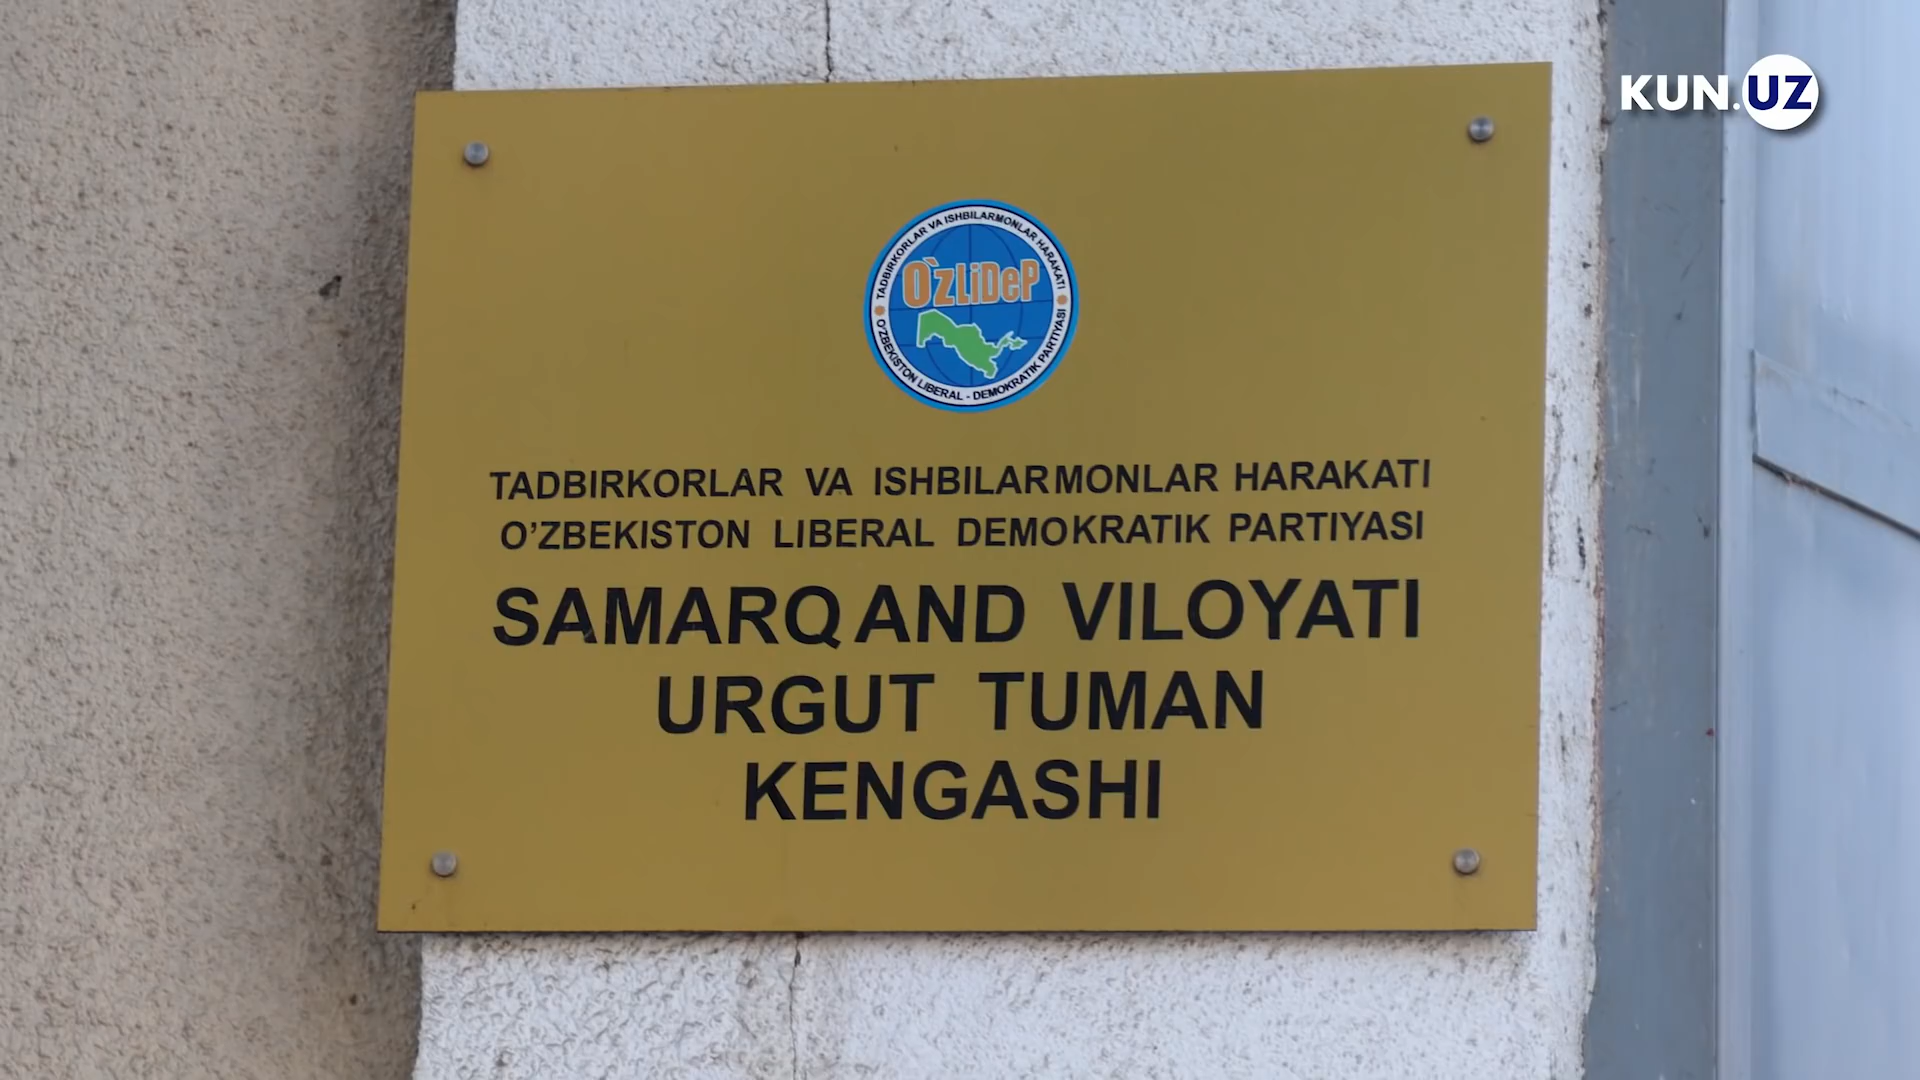 KUN.UZ
TADBIRKORLAR VA ISHBILARMONLAR HARAKATI
O'ZLiDeP
O'ZBEKISTON LIBERAL - DEMOKRATIK PARTIYASI
TADBIRKORLAR VA ISHBILARMONLAR HARAKATI
O'ZBEKISTON LIBERAL DEMOKRATIK PARTIYASI
SAMARQAND VILOYATI
URGUT TUMAN
KENGASHI